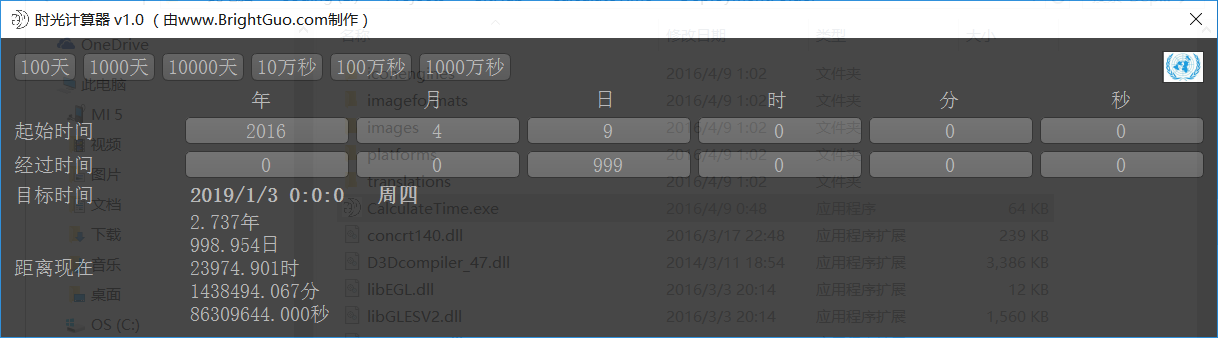 时光计算器 v1.0 （由www.BrightGuo.com制作）
名称 修改日期 类型 大小
OneDrive
100天 1000天 10000天 10万秒 100万秒 1000万秒
此电脑 2016/4/9 1:02 文件夹
年 月 日 时 分 秒
imageformats 2016/4/9 1:02 文件夹
MI 5
起始时间 2016 4 9 0 0 0
images 2016/4/9 1:02 文件夹
视频
platforms 2016/4/9 1:02 文件夹
经过时间 0 0 999 0 0 0
图片
translations 2016/4/9 1:02 文件夹
目标时间 2019/1/3 0:0:0 周四
文档 CalculateTime.exe 2016/4/9 0:48 应用程序 64 KB
2.737年
下载 concrt140.dll 2016/3/17 22:48 应用程序扩展 239 KB
998.954日
音乐 D3Dcompiler_47.dll 2014/3/11 18:54 应用程序扩展 3,386 KB
距离现在 23974.901时
桌面 libEGL.dll 2016/3/3 20:14 应用程序扩展 12 KB
1438494.067分
86309644.000秒
OS (C:) libGLESV2.dll 2016/3/3 20:14 应用程序扩展 1,560 KB